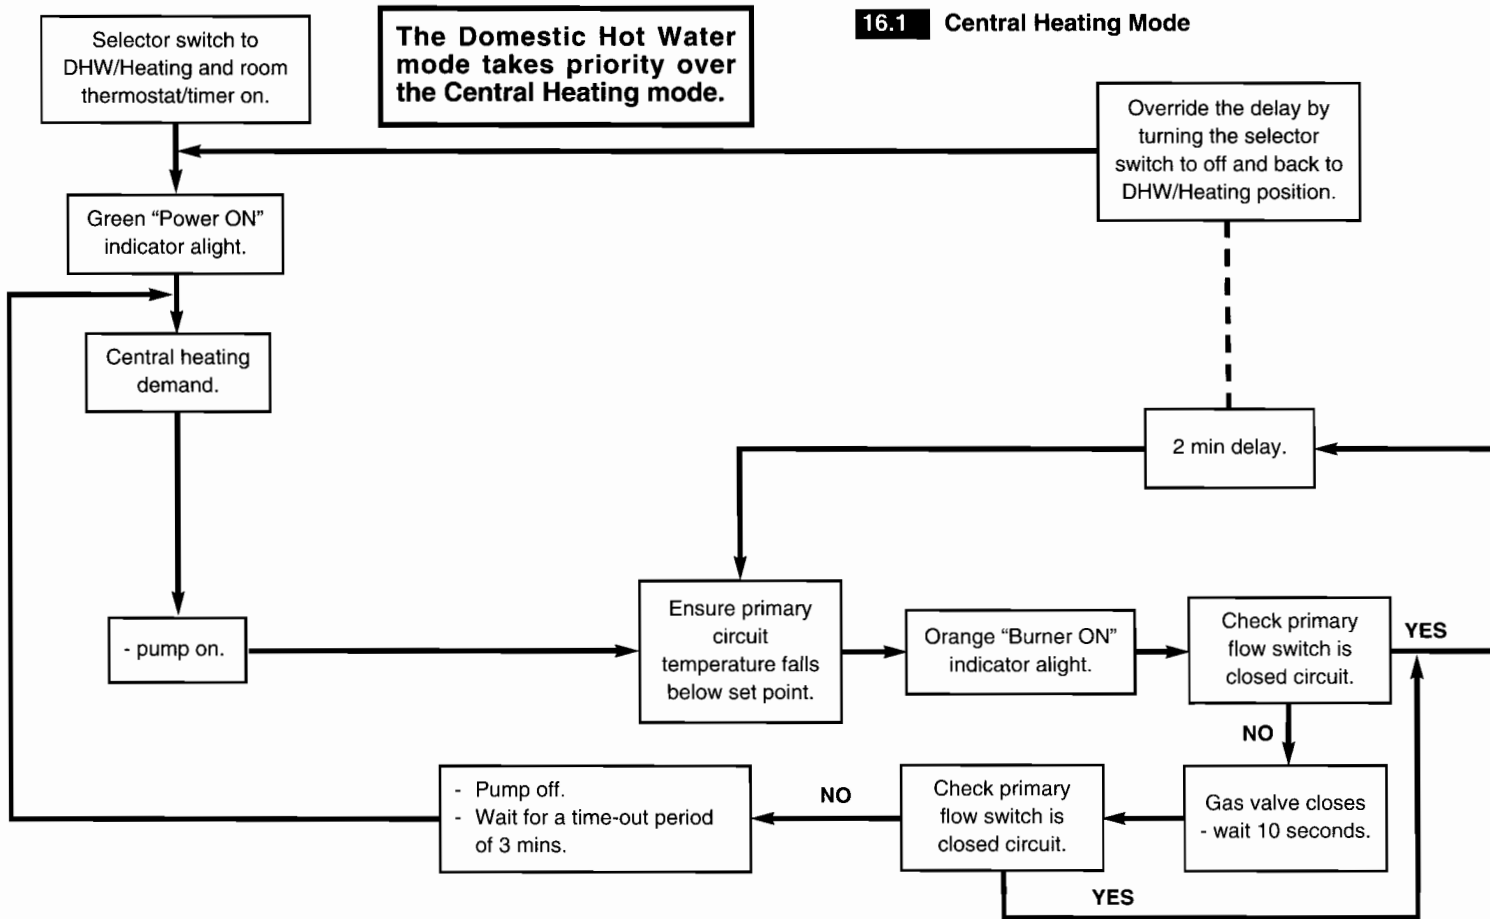 Selector switch to
DHW/Heating and room
thermostat/timer on.
The Domestic Hot Water
mode takes priority over
the Central Heating mode.
16.1 Central Heating Mode
Override the delay by
turning the selector
switch to off and back to
DHW/Heating position.
Green “Power ON”
indicator alight.
Central heating
demand.
2 min delay.
- pump on.
Ensure primary
circuit
temperature falls
below set point.
Orange “Burner ON”
indicator alight.
Check primary
flow switch is
closed circuit.
YES
NO
Gas valve closes
- wait 10 seconds.
Check primary
flow switch is
closed circuit.
NO
YES
- Pump off.
- Wait for a time-out period
of 3 mins.